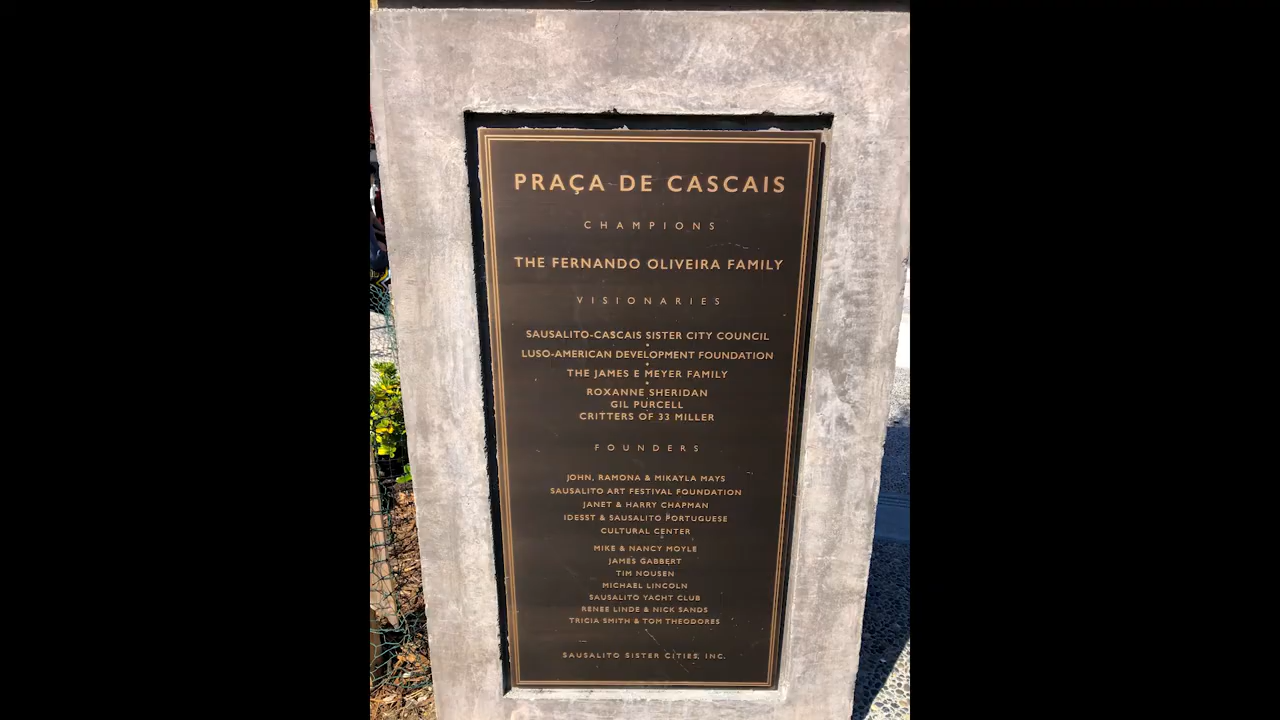 PRAÇA DE CASCAIS
CHAMPIONS
THE FERNANDO OLIVEIRA FAMILY
VISIONARIES
SAUSALITO-CASCAIS SISTER CITY COUNCIL
•
LUSO-AMERICAN DEVELOPMENT FOUNDATION
•
THE JAMES E MEYER FAMILY
•
ROXANNE SHERIDAN
GIL PURCELL
CRITTERS OF 33 MILLER
FOUNDERS
JOHN, RAMONA & MIKAYLA MAYS
SAUSALITO ART FESTIVAL FOUNDATION
JANET & HARRY CHAPMAN
IDESST & SAUSALITO PORTUGUESE
CULTURAL CENTER
MIKE & NANCY MOYLE
JAMES GABBERT
TIM NOUSEN
MICHAEL LINCOLN
SAUSALITO YACHT CLUB
RENEE LINDE & NICK SANDS
TRICIA SMITH & TOM THEODORES
SAUSALITO SISTER CITIES, INC.